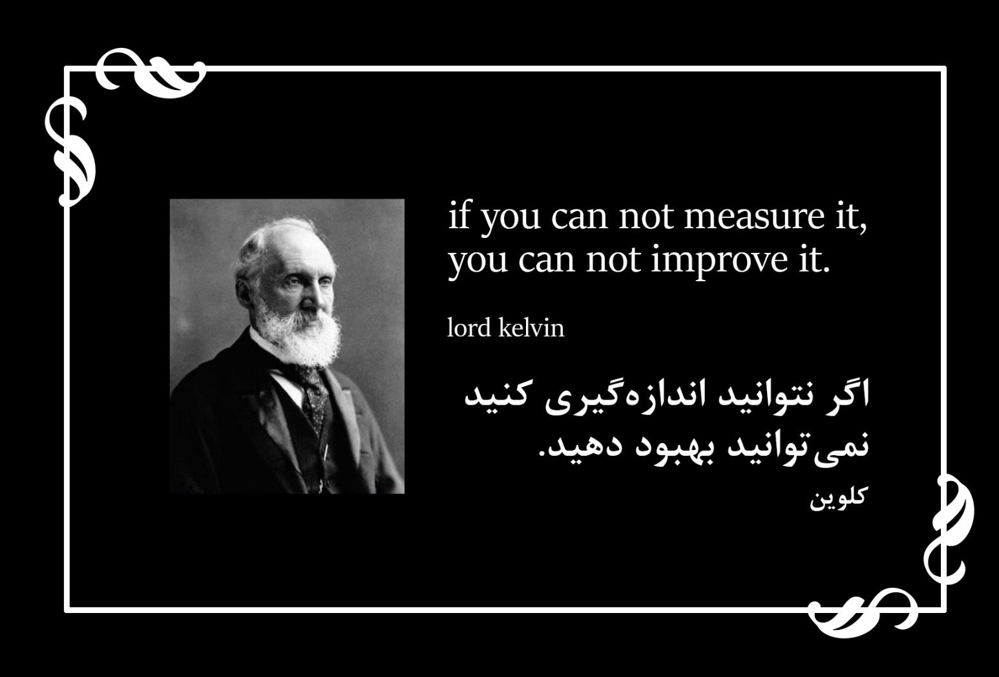 if you can not measure it,
you can not improve it.
lord kelvin
اگر نتوانید اندازه‌گیری کنید
نمی‌توانید بهبود دهید.
کلوین